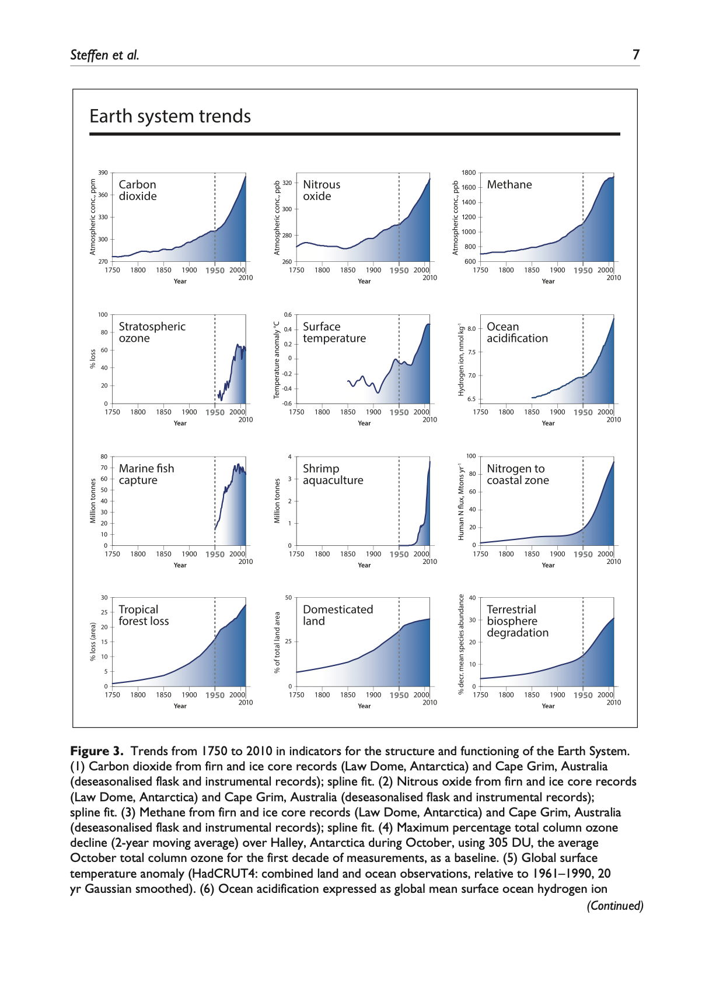 Steffen et al.
7
Earth system trends
Carbon
dioxide
Atmospheric conc., ppm
390
360
330
300
270
1750 1800 1850 1900 1950 2000
2010
Year
Nitrous
oxide
Atmospheric conc., ppb
320
300
280
260
1750 1800 1850 1900 1950 2000
2010
Year
Methane
Atmospheric conc., ppb
1800
1600
1400
1200
1000
800
600
1750 1800 1850 1900 1950 2000
2010
Year
Stratospheric
ozone
% loss
100
80
60
40
20
0
1750 1800 1850 1900 1950 2000
2010
Year
Surface
temperature
Temperature anomaly °C
0.6
0.4
0.2
0
-0.2
-0.4
-0.6
1750 1800 1850 1900 1950 2000
2010
Year
Ocean
acidification
Hydrogen ion, nmol kg-1
8.0
7.5
7.0
6.5
1750 1800 1850 1900 1950 2000
2010
Year
Marine fish
capture
Million tonnes
80
70
60
50
40
30
20
10
0
1750 1800 1850 1900 1950 2000
2010
Year
Shrimp
aquaculture
Million tonnes
4
3
2
1
0
1750 1800 1850 1900 1950 2000
2010
Year
Nitrogen to
coastal zone
Human N flux, Mtons yr-1
100
80
60
40
20
0
1750 1800 1850 1900 1950 2000
2010
Year
Tropical
forest loss
% loss (area)
30
25
20
15
10
5
0
1750 1800 1850 1900 1950 2000
2010
Year
Domesticated
land
% of total land area
50
25
0
1750 1800 1850 1900 1950 2000
2010
Year
Terrestrial
biosphere
degradation
% decr. mean species abundance
40
30
20
10
0
1750 1800 1850 1900 1950 2000
2010
Year
Figure 3. Trends from 1750 to 2010 in indicators for the structure and functioning of the Earth System.
(1) Carbon dioxide from firn and ice core records (Law Dome, Antarctica) and Cape Grim, Australia
(deseasonalised flask and instrumental records); spline fit. (2) Nitrous oxide from firn and ice core records
(Law Dome, Antarctica) and Cape Grim, Australia (deseasonalised flask and instrumental records);
spline fit. (3) Methane from firn and ice core records (Law Dome, Antarctica) and Cape Grim, Australia
(deseasonalised flask and instrumental records); spline fit. (4) Maximum percentage total column ozone
decline (2-year moving average) over Halley, Antarctica during October, using 305 DU, the average
October total column ozone for the first decade of measurements, as a baseline. (5) Global surface
temperature anomaly (HadCRUT4: combined land and ocean observations, relative to 1961–1990, 20
yr Gaussian smoothed). (6) Ocean acidification expressed as global mean surface ocean hydrogen ion
(Continued)